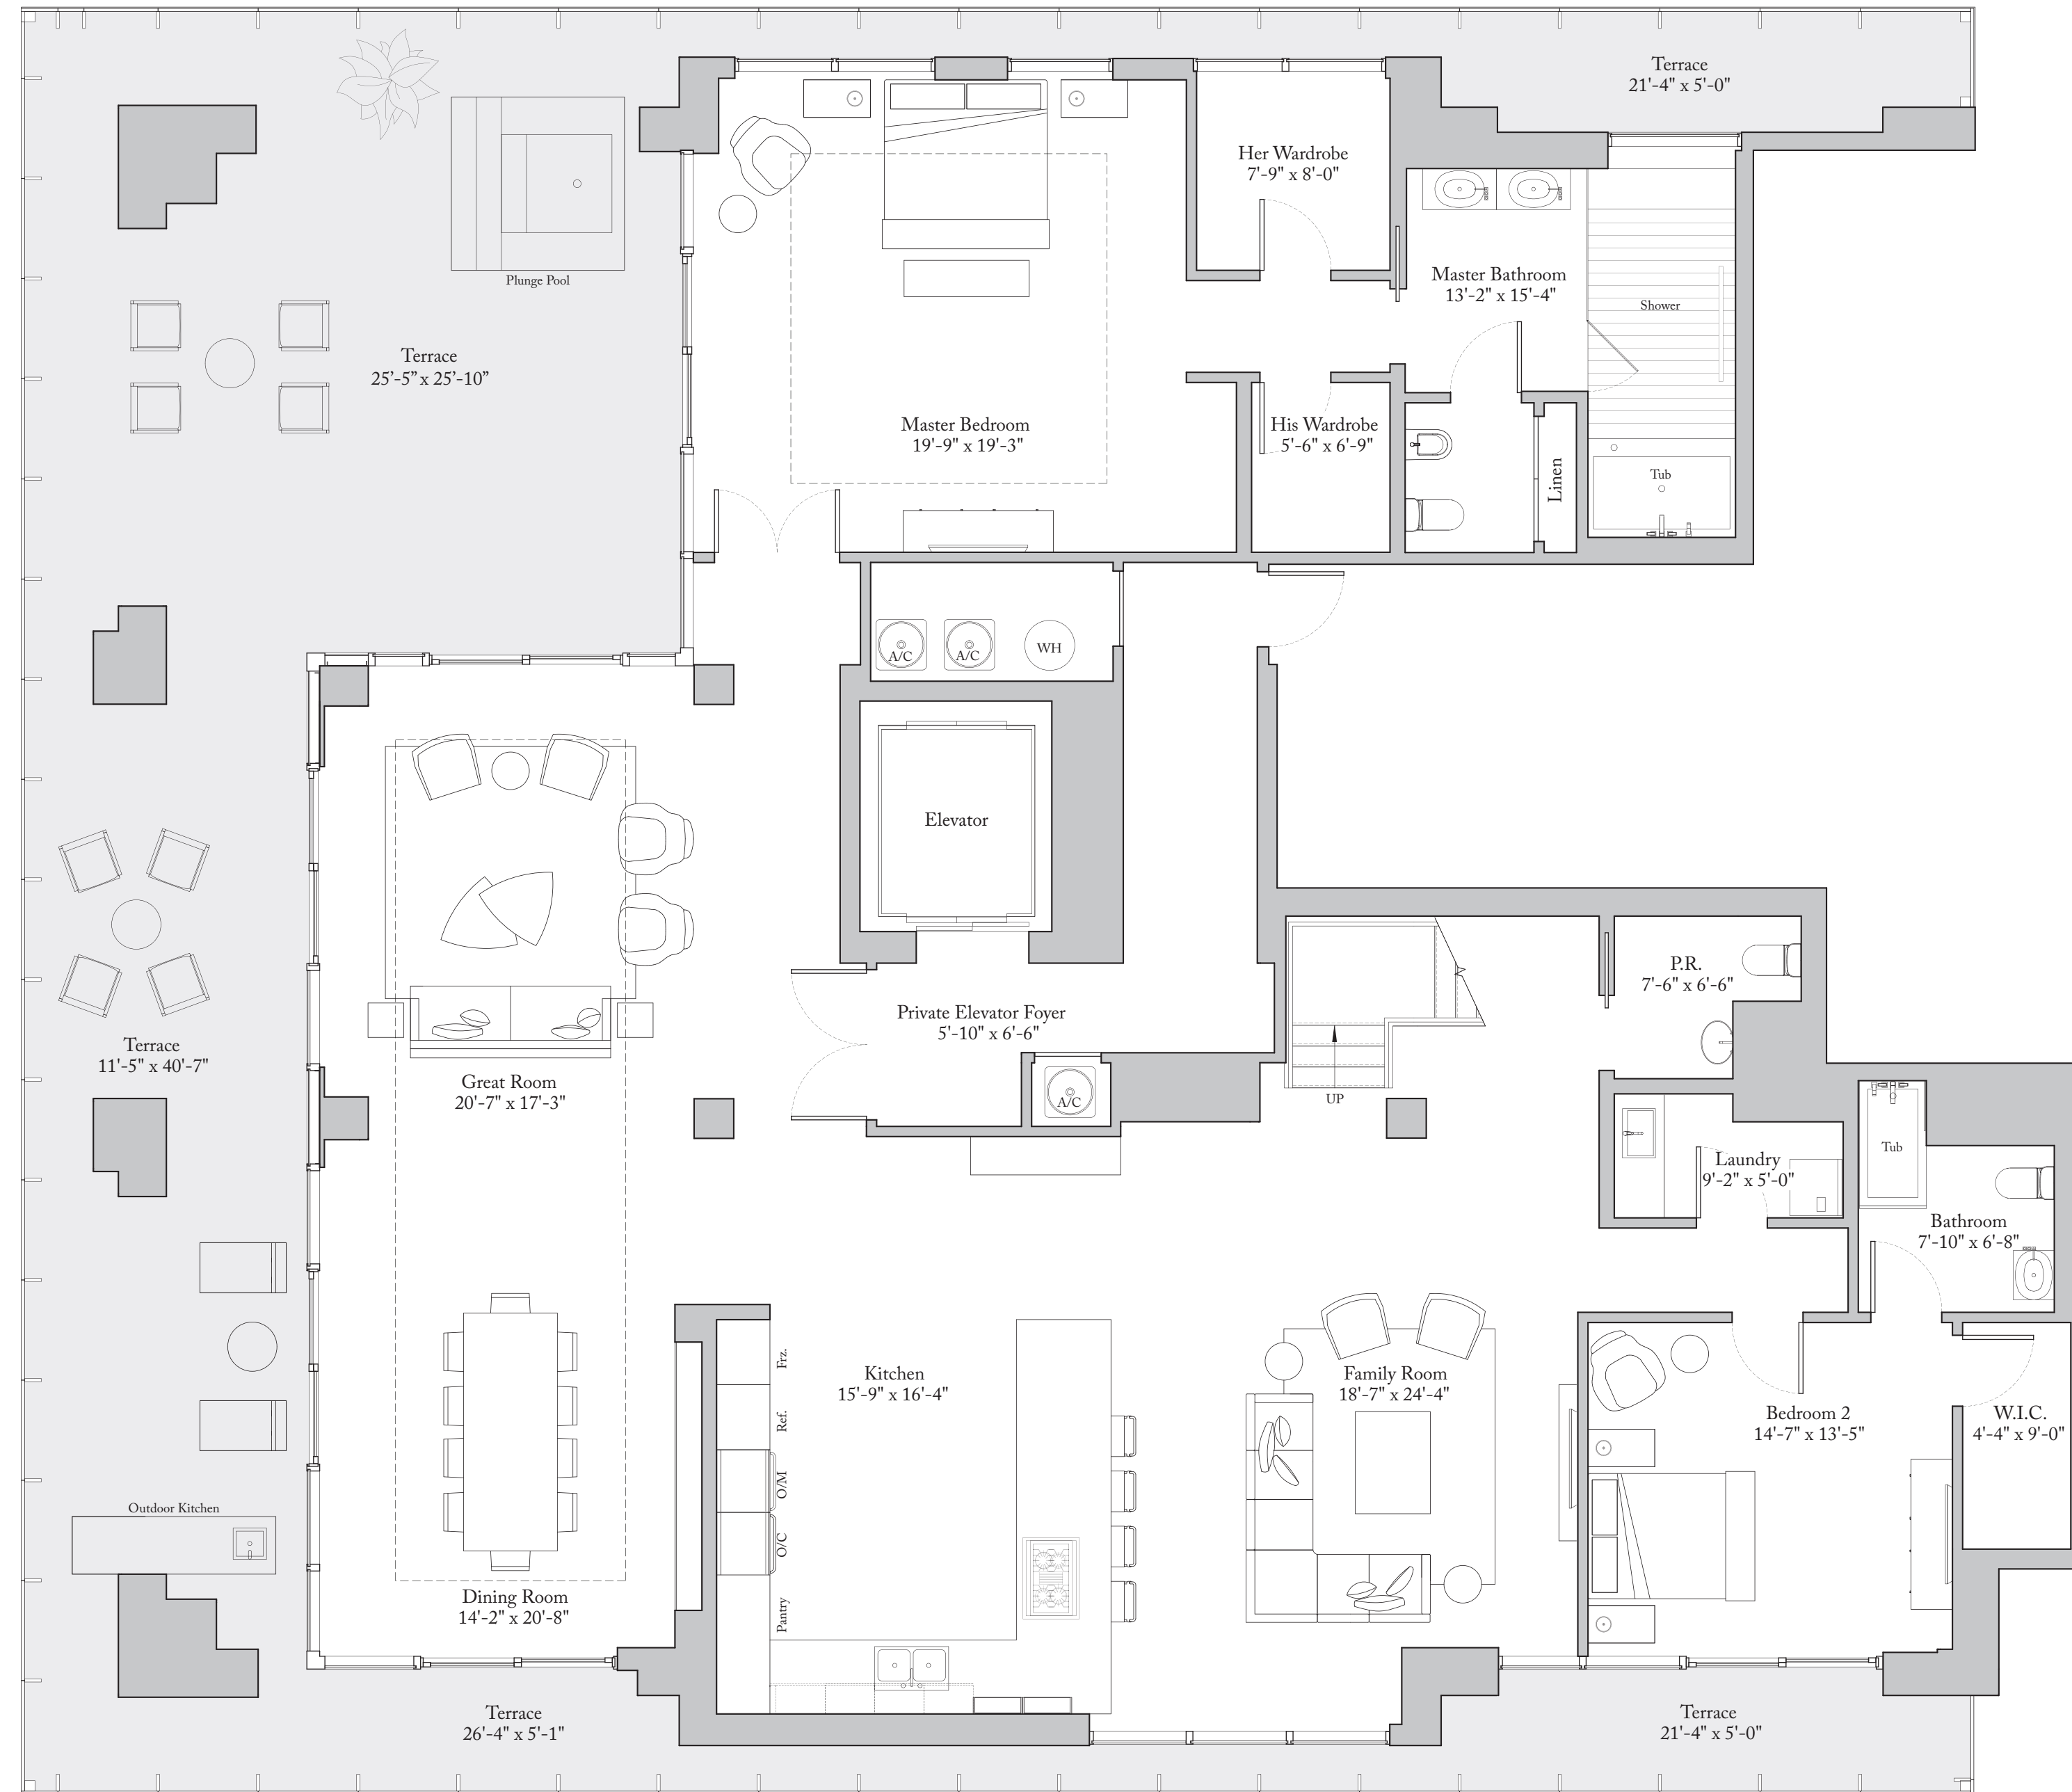 Terrace
21'-4" x 5'-0"
Her Wardrobe
7'-9" x 8'-0"
Plunge Pool
Master Bathroom
13'-2" x 15'-4"
Shower
Terrace
25’-5” x 25’-10”
Master Bedroom
19'-9" x 19'-3"
His Wardrobe
5'-6" x 6'-9"
Linen
Tub
A/C
A/C
WH
Elevator
P.R.
7'-6" x 6'-6"
Private Elevator Foyer
5'-10" x 6'-6"
Terrace
11'-5" x 40'-7"
Great Room
20'-7" x 17'-3"
A/C
UP
Tub
Laundry
9'-2" x 5'-0"
Bathroom
7'-10" x 6'-8"
Frz.
Ref.
O/M
O/C
Pantry
Kitchen
15'-9" x 16'-4"
Family Room
18'-7" x 24'-4"
Bedroom 2
14'-7" x 13'-5"
W.I.C.
4'-4" x 9'-0"
Outdoor Kitchen
Dining Room
14'-2" x 20'-8"
Terrace
26'-4" x 5'-1"
Terrace
21'-4" x 5'-0"